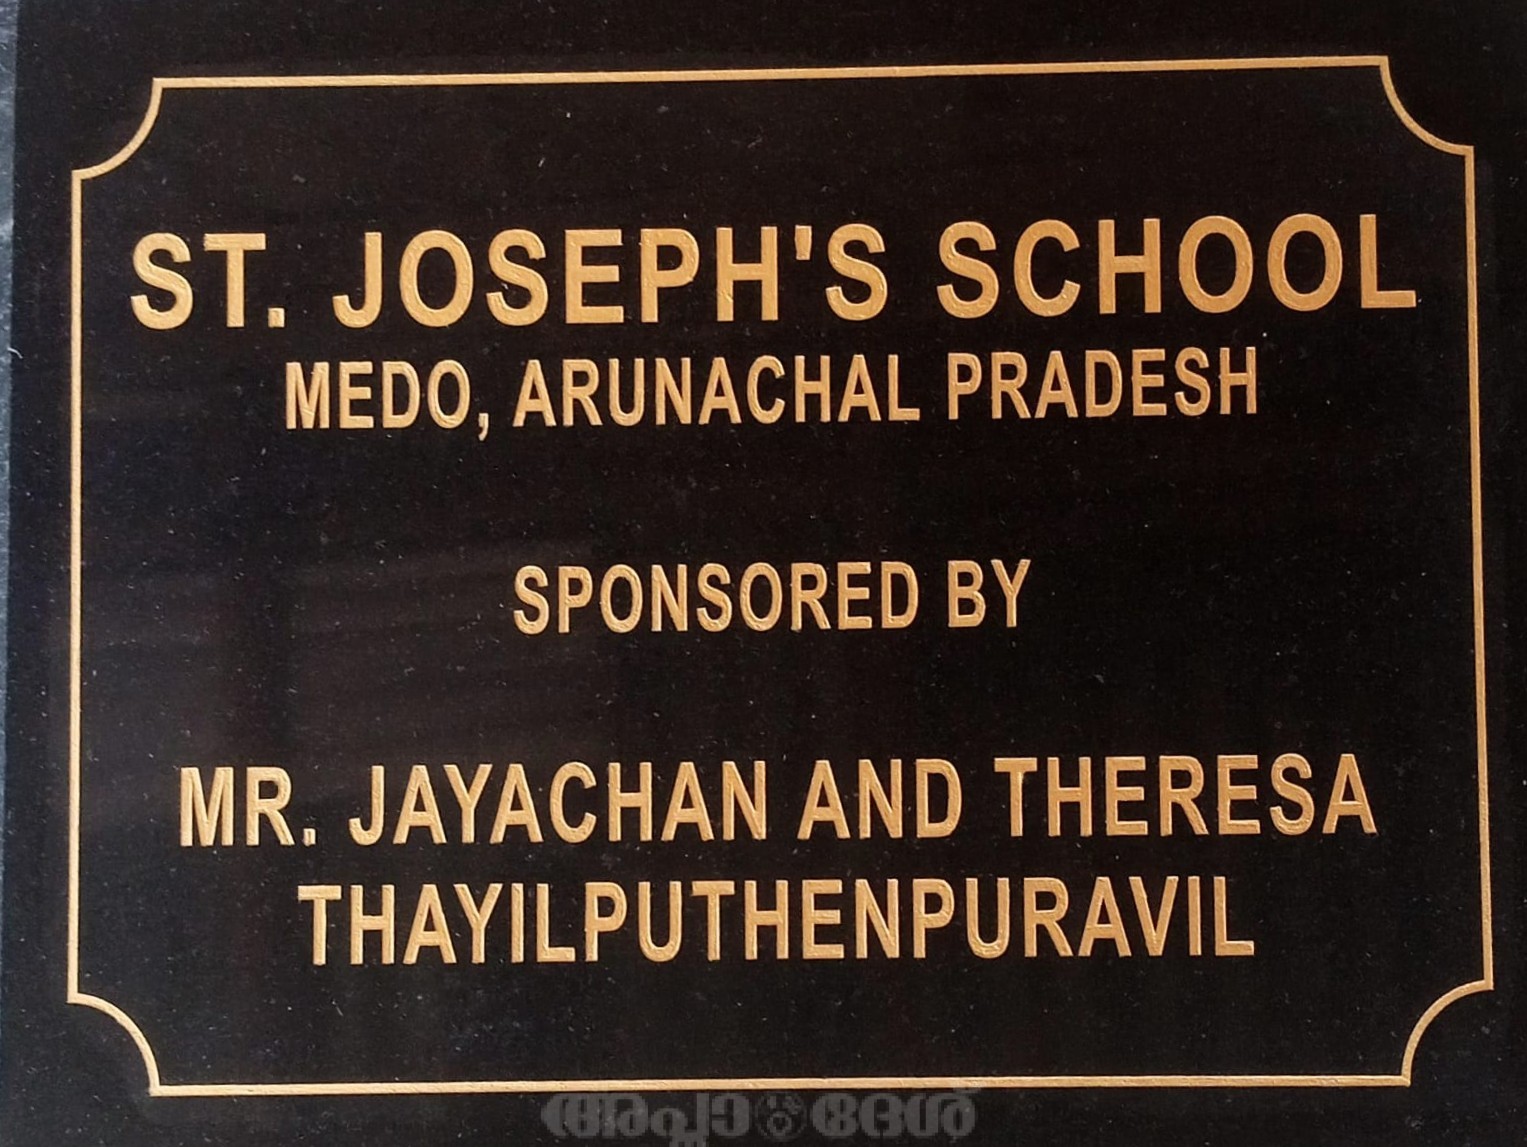 ST. JOSEPH'S SCHOOL
MEDO, ARUNACHAL PRADESH
SPONSORED BY
MR. JAYACHAN AND THERESA
THAYILPUTHENPURAVIL